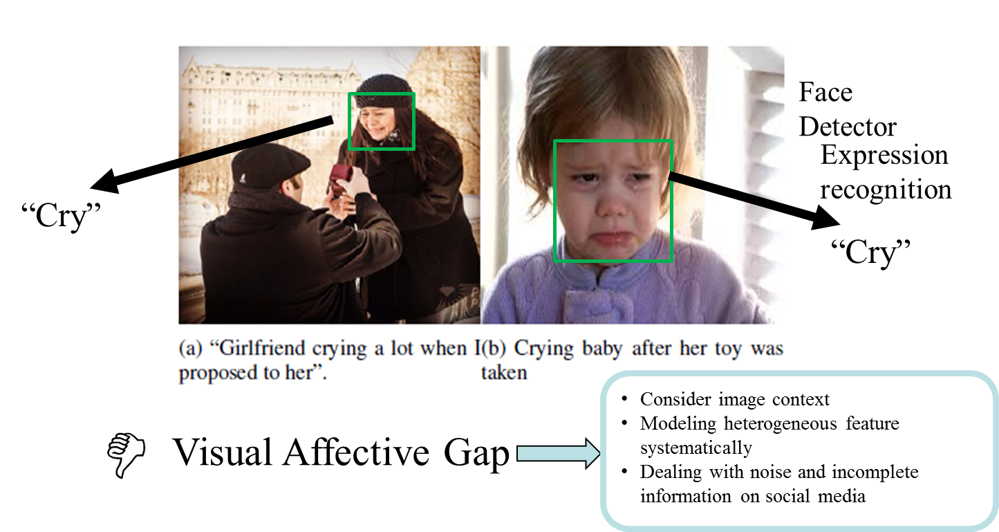 Face
Detector
Expression
recognition
“Cry”
“Cry”
(a) “Girlfriend crying a lot when I
proposed to her”.
(b) Crying baby after her toy was
taken
Visual Affective Gap
• Consider image context
• Modeling heterogeneous feature
systematically
• Dealing with noise and incomplete
information on social media